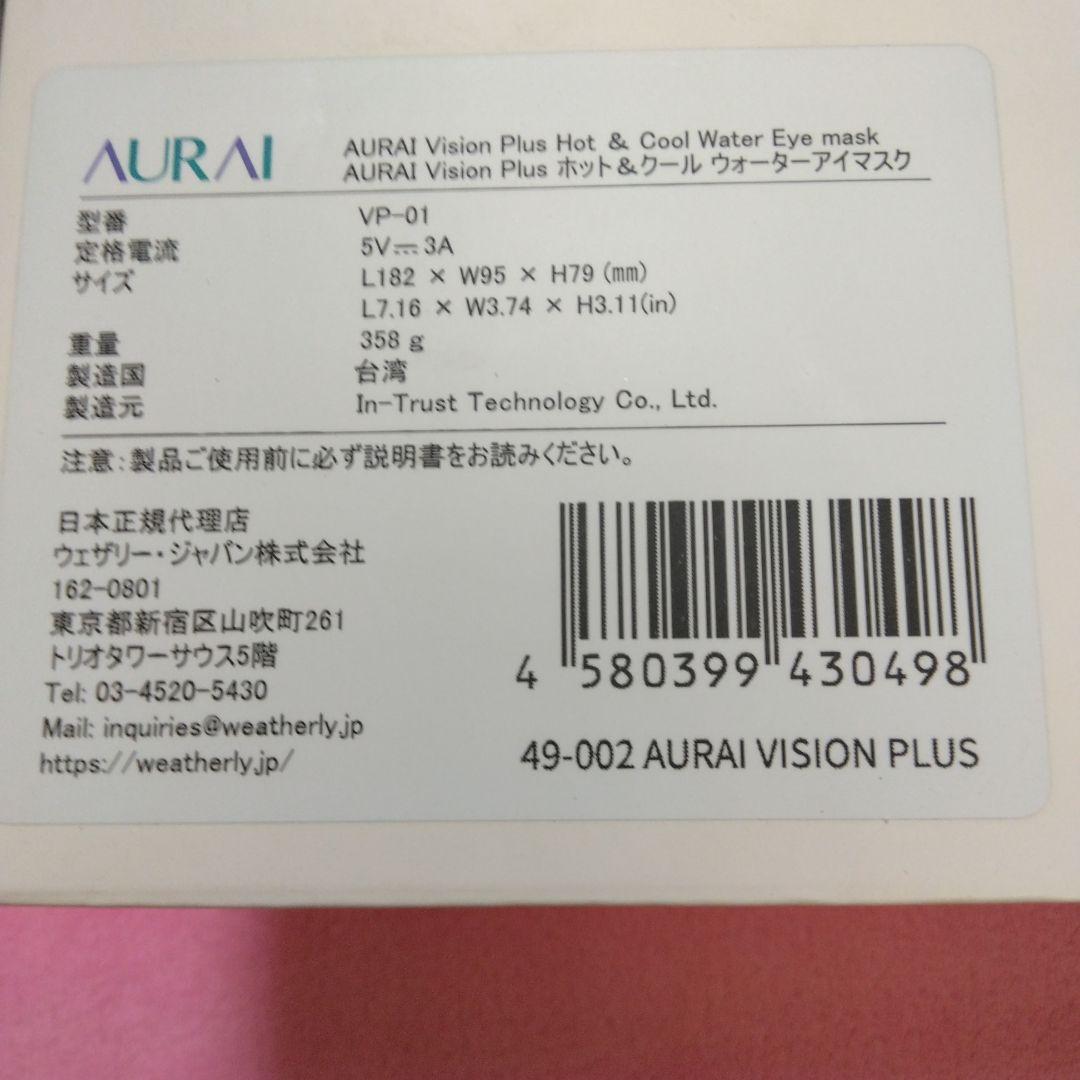 AURAI
AURAI Vision Plus Hot & Cool Water Eye mask
AURAI Vision Plus ホット&クール ウォーターアイマスク
型番 VP-01
定格電流 5V⎓3A
サイズ L182 × W95 × H79 (㎜)
L7.16 × W3.74 × H3.11(in)
重量 358 g
製造国 台湾
製造元 In-Trust Technology Co., Ltd.
注意:製品ご使用前に必ず説明書をお読みください。
日本正規代理店
ウェザリー・ジャパン株式会社
162-0801
東京都新宿区山吹町261
トリオタワーサウス5階
Tel: 03-4520-5430
Mail: inquiries@weatherly.jp
https://weatherly.jp/
4 580399 430498
49-002 AURAI VISION PLUS